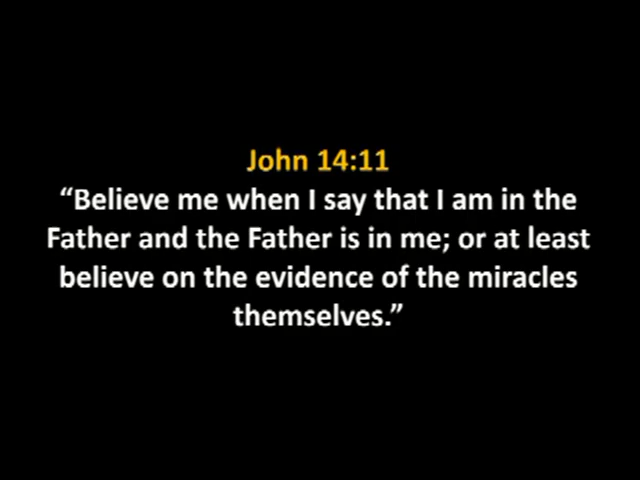 John 14:11
“Believe me when I say that I am in the
Father and the Father is in me; or at least
believe on the evidence of the miracles
themselves.”